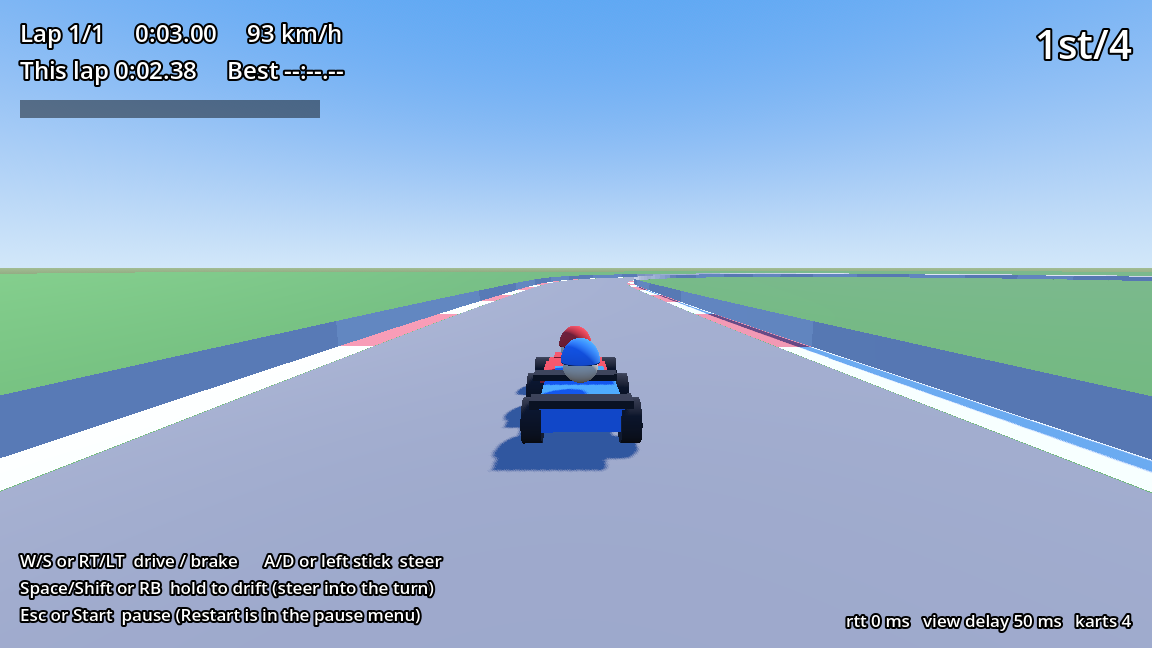 Lap 1/1 0:03.00 93 km/h
1st/4
This lap 0:02.38 Best --:--.--
W/S or RT/LT drive / brake A/D or left stick steer
Space/Shift or RB hold to drift (steer into the turn)
Esc or Start pause (Restart is in the pause menu)
rtt 0 ms view delay 50 ms karts 4